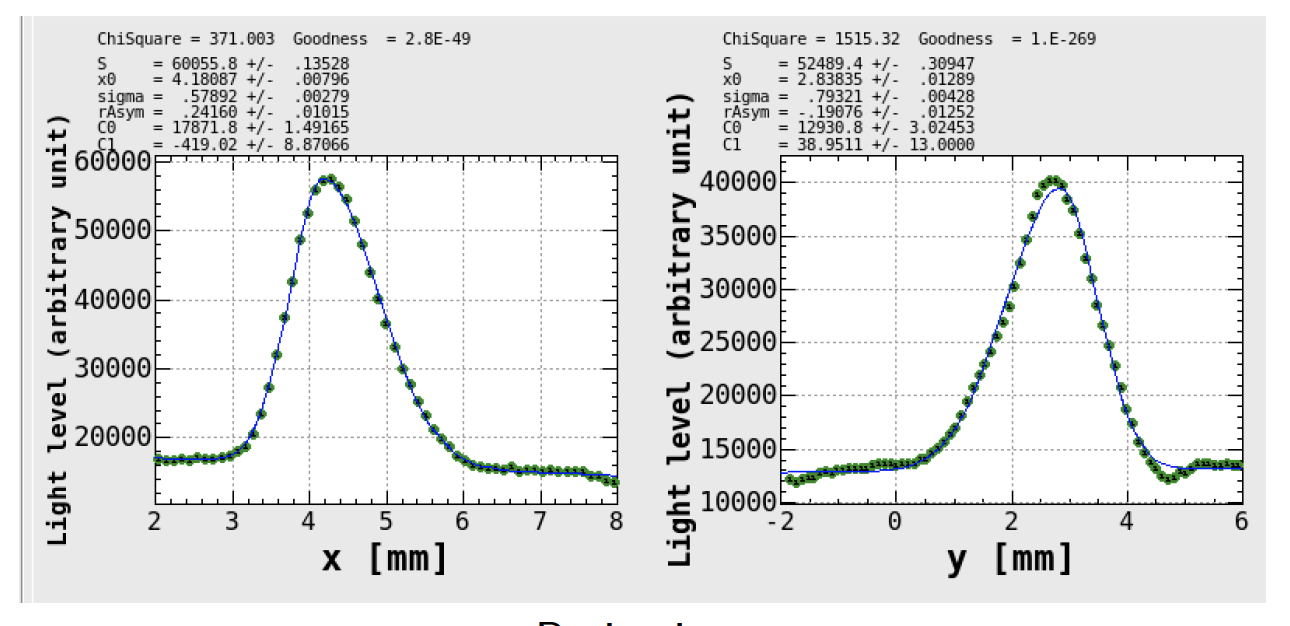 ChiSquare = 371.003 Goodness = 2.8E-49
S = 60055.8 +/- .13528
x0 = 4.18087 +/- .00796
sigma = .57892 +/- .00279
rAsym = .24160 +/- .01015
C0 = 17871.8 +/- 1.49165
C1 = -419.02 +/- 8.87066
Light level (arbitrary unit)
60000
50000
40000
30000
20000
2 3 4 5 6 7 8
x [mm]
ChiSquare = 1515.32 Goodness = 1.E-269
S = 52489.4 +/- .30947
x0 = 2.83835 +/- .01289
sigma = .79321 +/- .00428
rAsym = -.19076 +/- .01252
C0 = 12930.8 +/- 3.02453
C1 = 38.9511 +/- 13.0000
Light level (arbitrary unit)
40000
35000
30000
25000
20000
15000
10000
-2 0 2 4 6
y [mm]